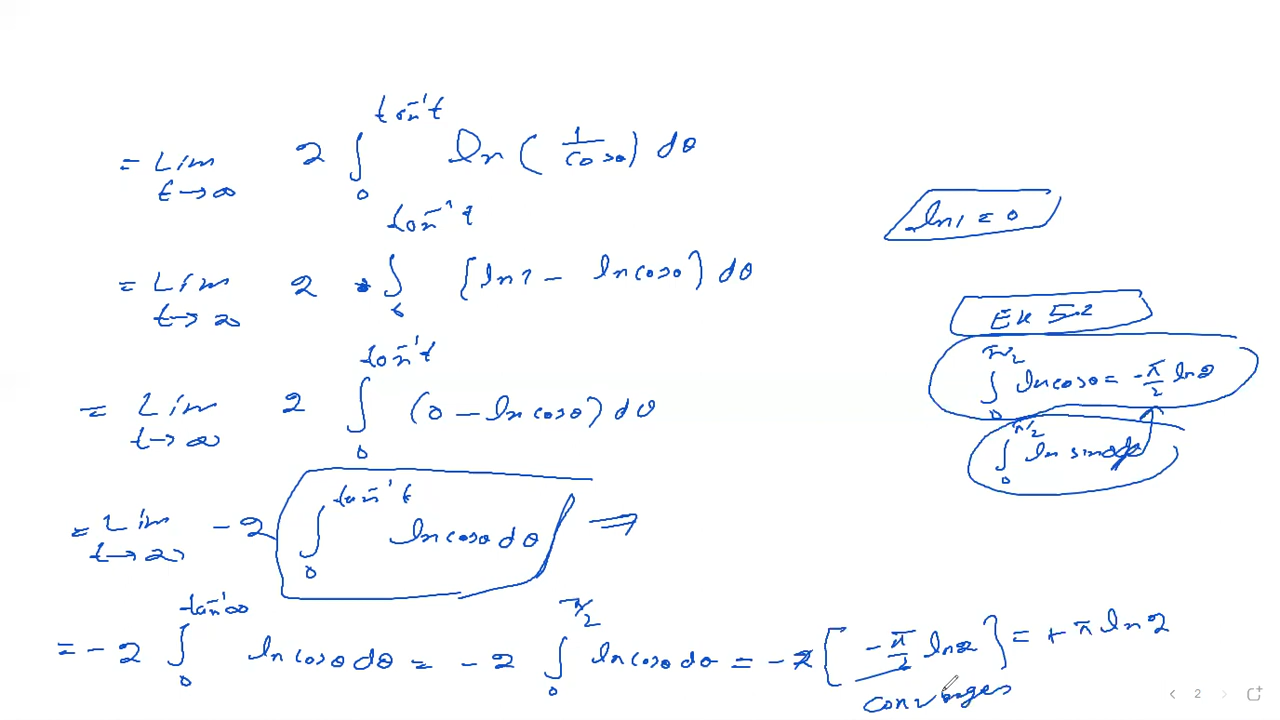 = Lim t→∞ 2 ∫₀^{tan⁻¹t} ln ( 1/cosθ ) dθ
= Lim t→∞ 2 ∫₀^{tan⁻¹t} {ln1 − lncosθ} dθ
ln1 = 0
= Lim t→∞ 2 ∫₀^{tan⁻¹t} (0 − lncosθ) dθ
EX 5.2
∫₀^{π/2} lncosθ = −π/2 ln2
∫₀^{π/2} ln sinθ dθ
= Lim t→∞ −2 ∫₀^{tan⁻¹t} lncosθ dθ ⇒
= −2 ∫₀^{tan⁻¹∞} lncosθ dθ = −2 ∫₀^{π/2} lncosθ dθ = −2 [ −π/2 ln2 ] = +π ln2
converges
2